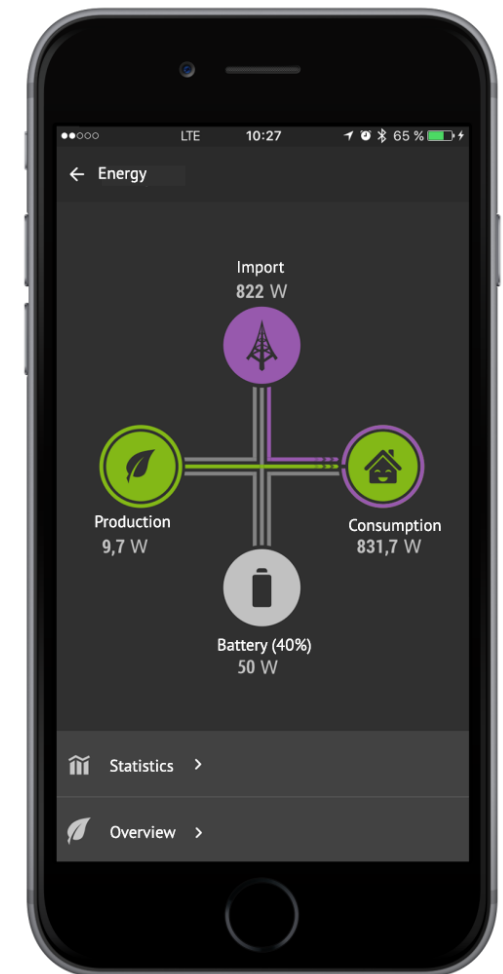 LTE 10:27 65 %
Energy
Import
822 W
Production
9,7 W
Consumption
831,7 W
Battery (40%)
50 W
Statistics
Overview